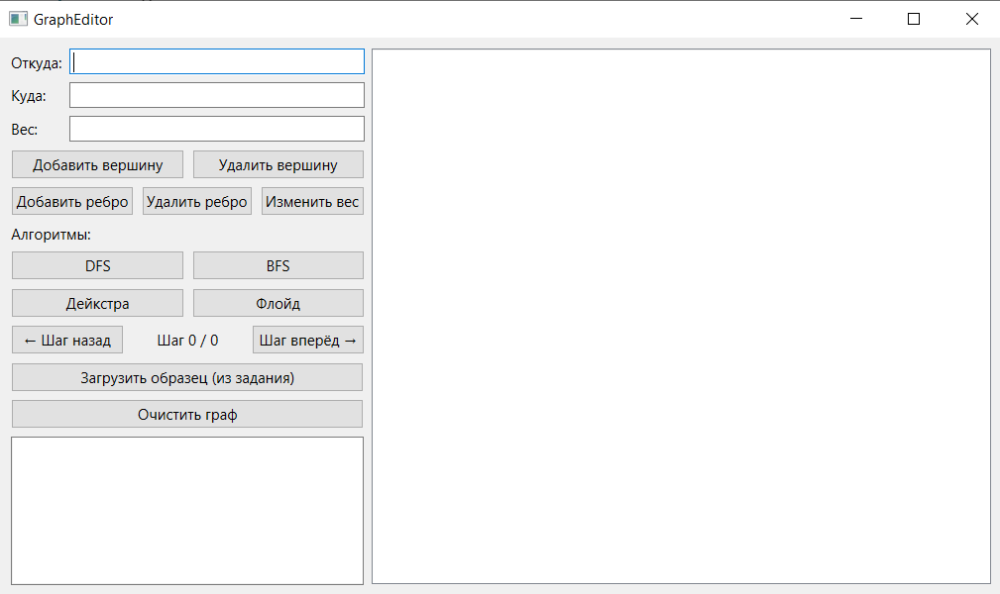 GraphEditor
Откуда:
Куда:
Вес:
Добавить вершину Удалить вершину
Добавить ребро Удалить ребро Изменить вес
Алгоритмы:
DFS BFS
Дейкстра Флойд
← Шаг назад Шаг 0 / 0 Шаг вперёд →
Загрузить образец (из задания)
Очистить граф